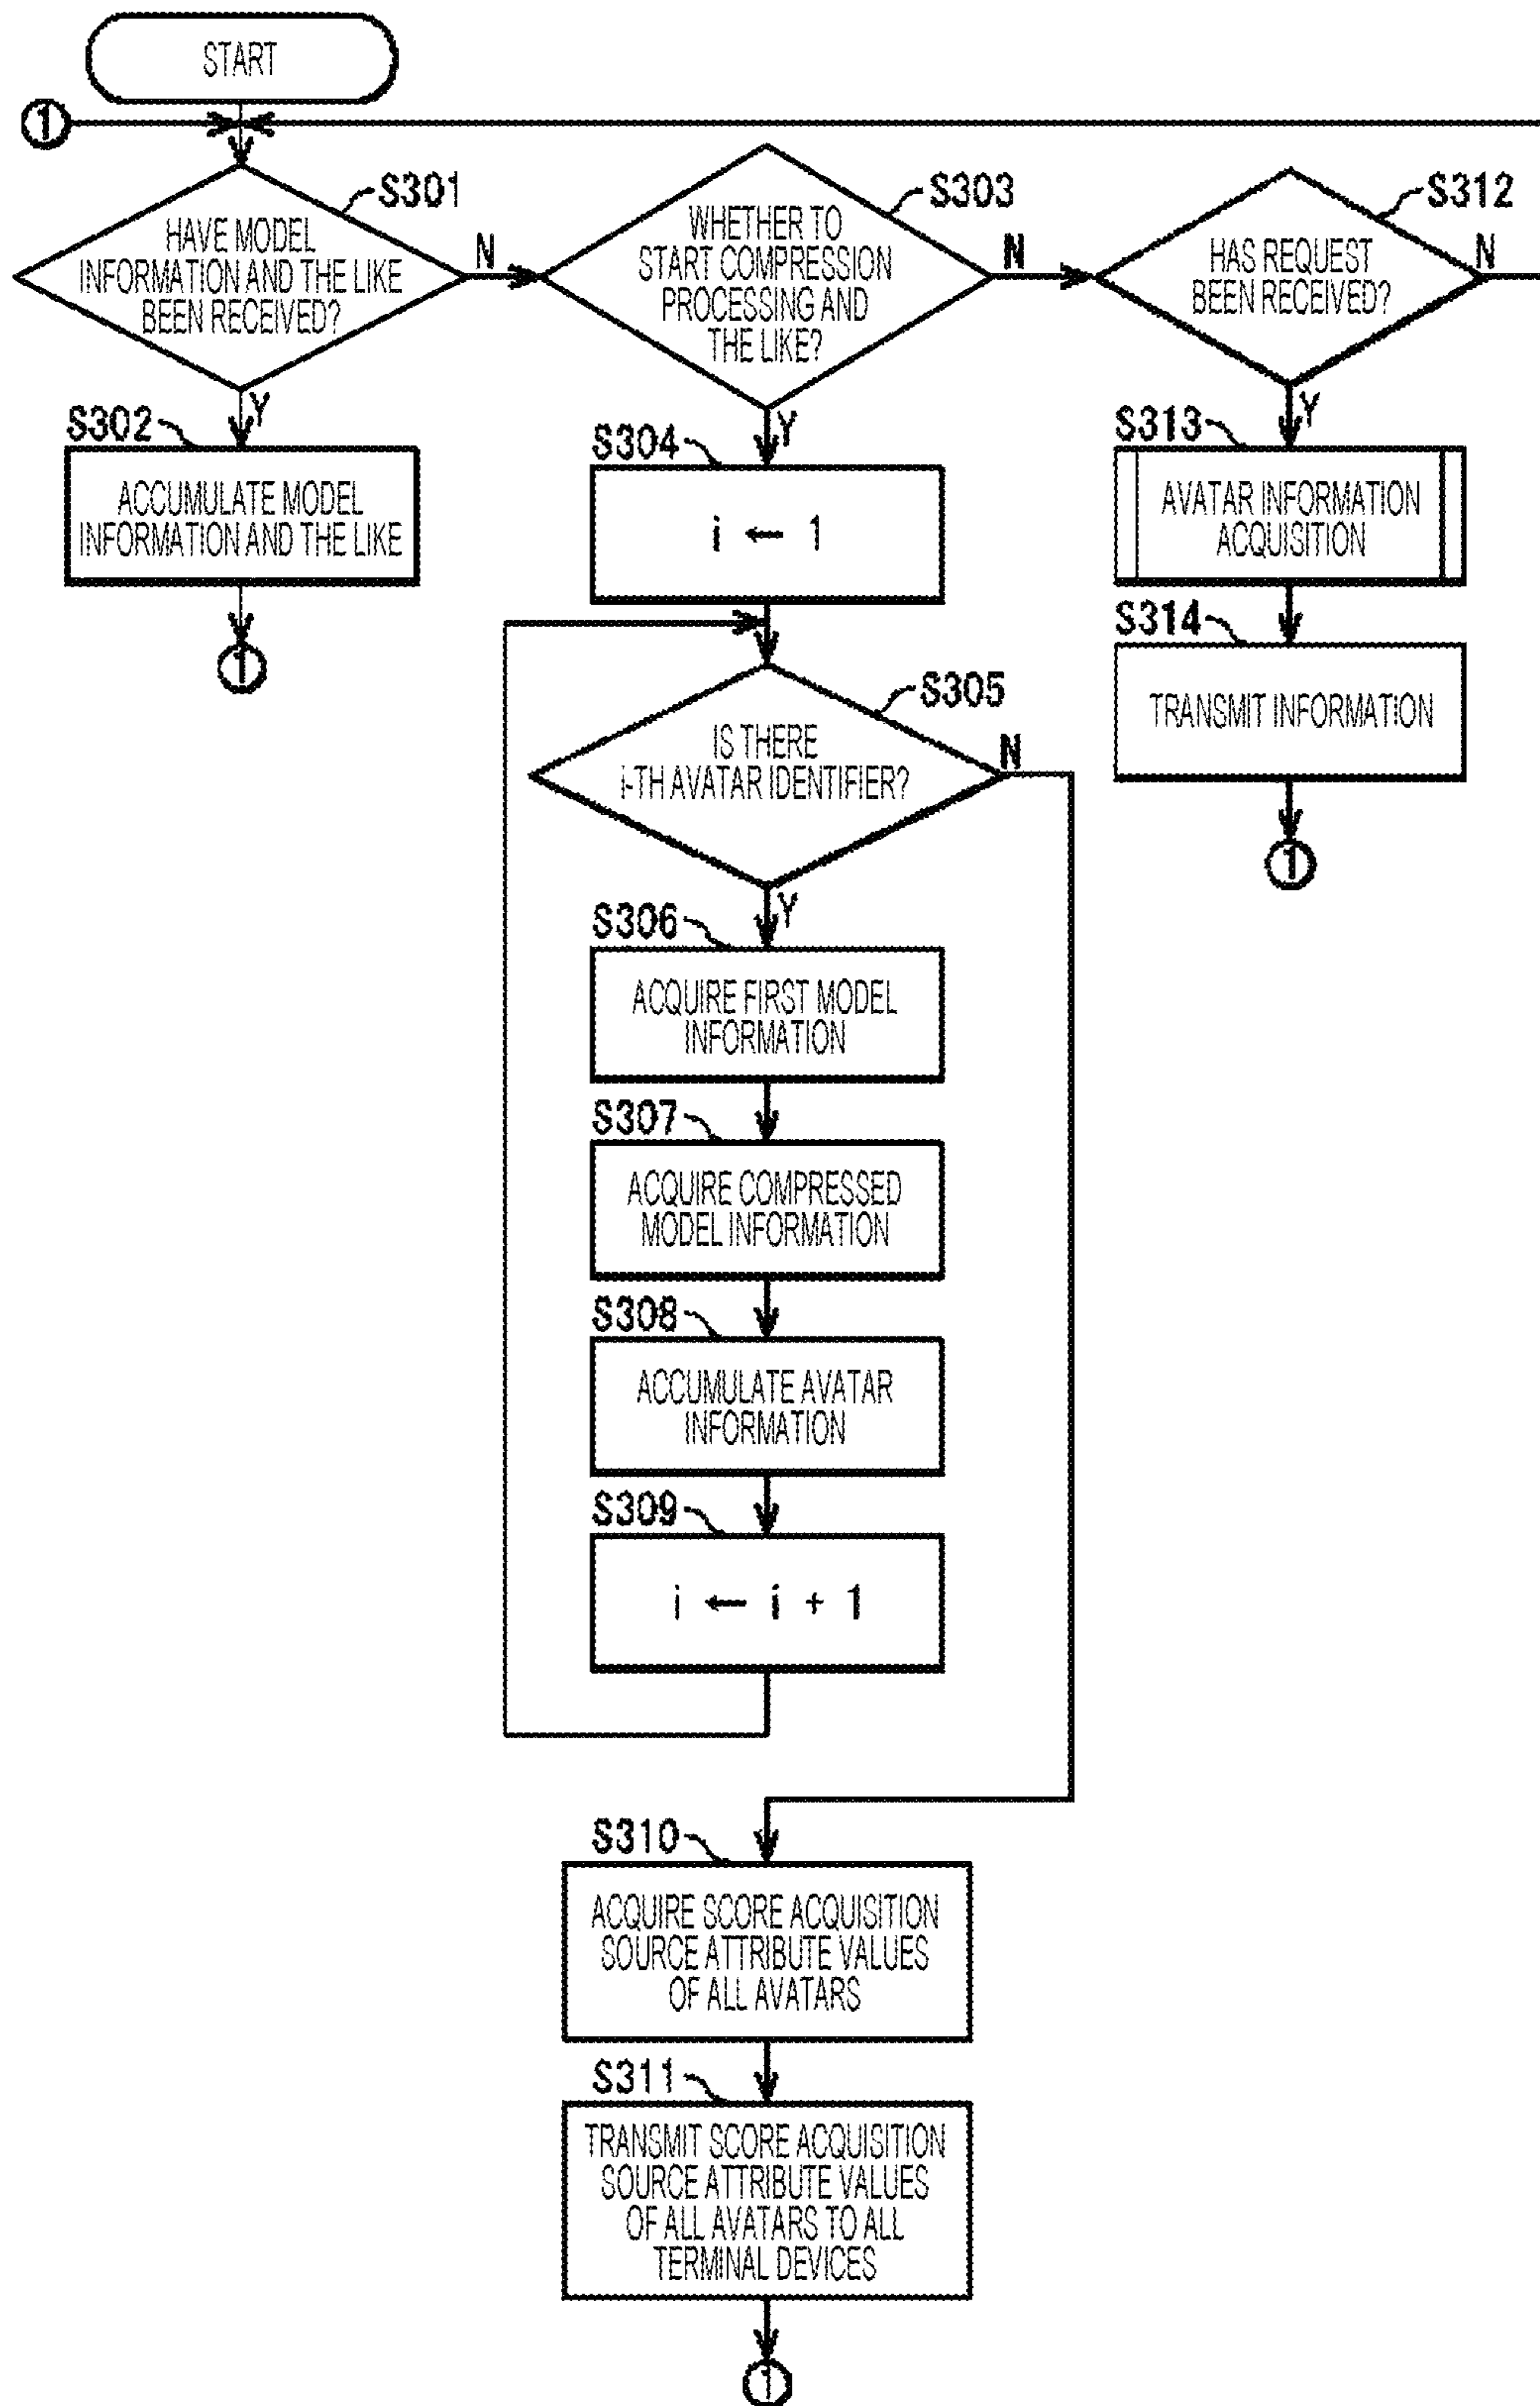 START
①
S301
HAVE MODEL
INFORMATION AND THE LIKE
BEEN RECEIVED?
N
Y
S302
ACCUMULATE MODEL
INFORMATION AND THE LIKE
①
S303
WHETHER TO
START COMPRESSION
PROCESSING AND
THE LIKE?
N
Y
S304
i ← 1
S305
IS THERE
i-TH AVATAR IDENTIFIER?
N
Y
S306
ACQUIRE FIRST MODEL
INFORMATION
S307
ACQUIRE COMPRESSED
MODEL INFORMATION
S308
ACCUMULATE AVATAR
INFORMATION
S309
i ← i + 1
S310
ACQUIRE SCORE ACQUISITION
SOURCE ATTRIBUTE VALUES
OF ALL AVATARS
S311
TRANSMIT SCORE ACQUISITION
SOURCE ATTRIBUTE VALUES
OF ALL AVATARS TO ALL
TERMINAL DEVICES
①
S312
HAS REQUEST
BEEN RECEIVED?
N
Y
S313
AVATAR INFORMATION
ACQUISITION
S314
TRANSMIT INFORMATION
①